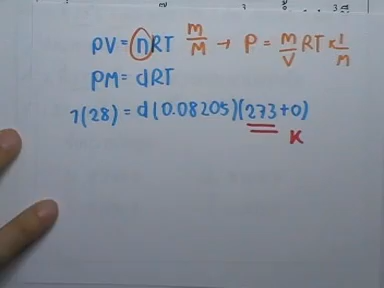 PV = nRT m/M → P = m/V RT × 1/M
PM = dRT
1(28) = d(0.08205)(273+0)
K